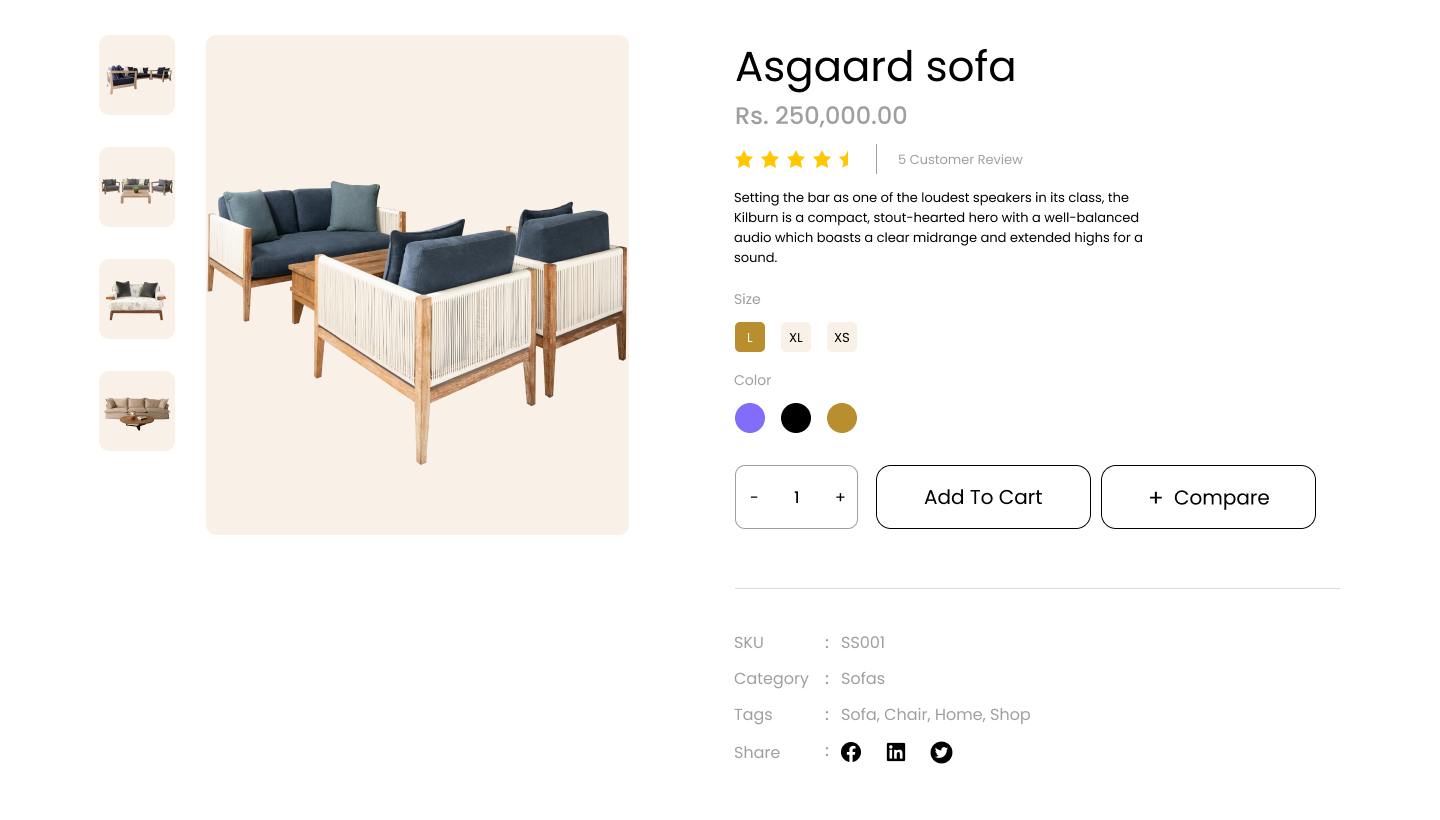 Asgaard sofa
Rs. 250,000.00
5 Customer Review
Setting the bar as one of the loudest speakers in its class, the
Kilburn is a compact, stout-hearted hero with a well-balanced
audio which boasts a clear midrange and extended highs for a
sound.
Size
L XL XS
Color
- 1 + Add To Cart + Compare
SKU : SS001
Category : Sofas
Tags : Sofa, Chair, Home, Shop
Share :